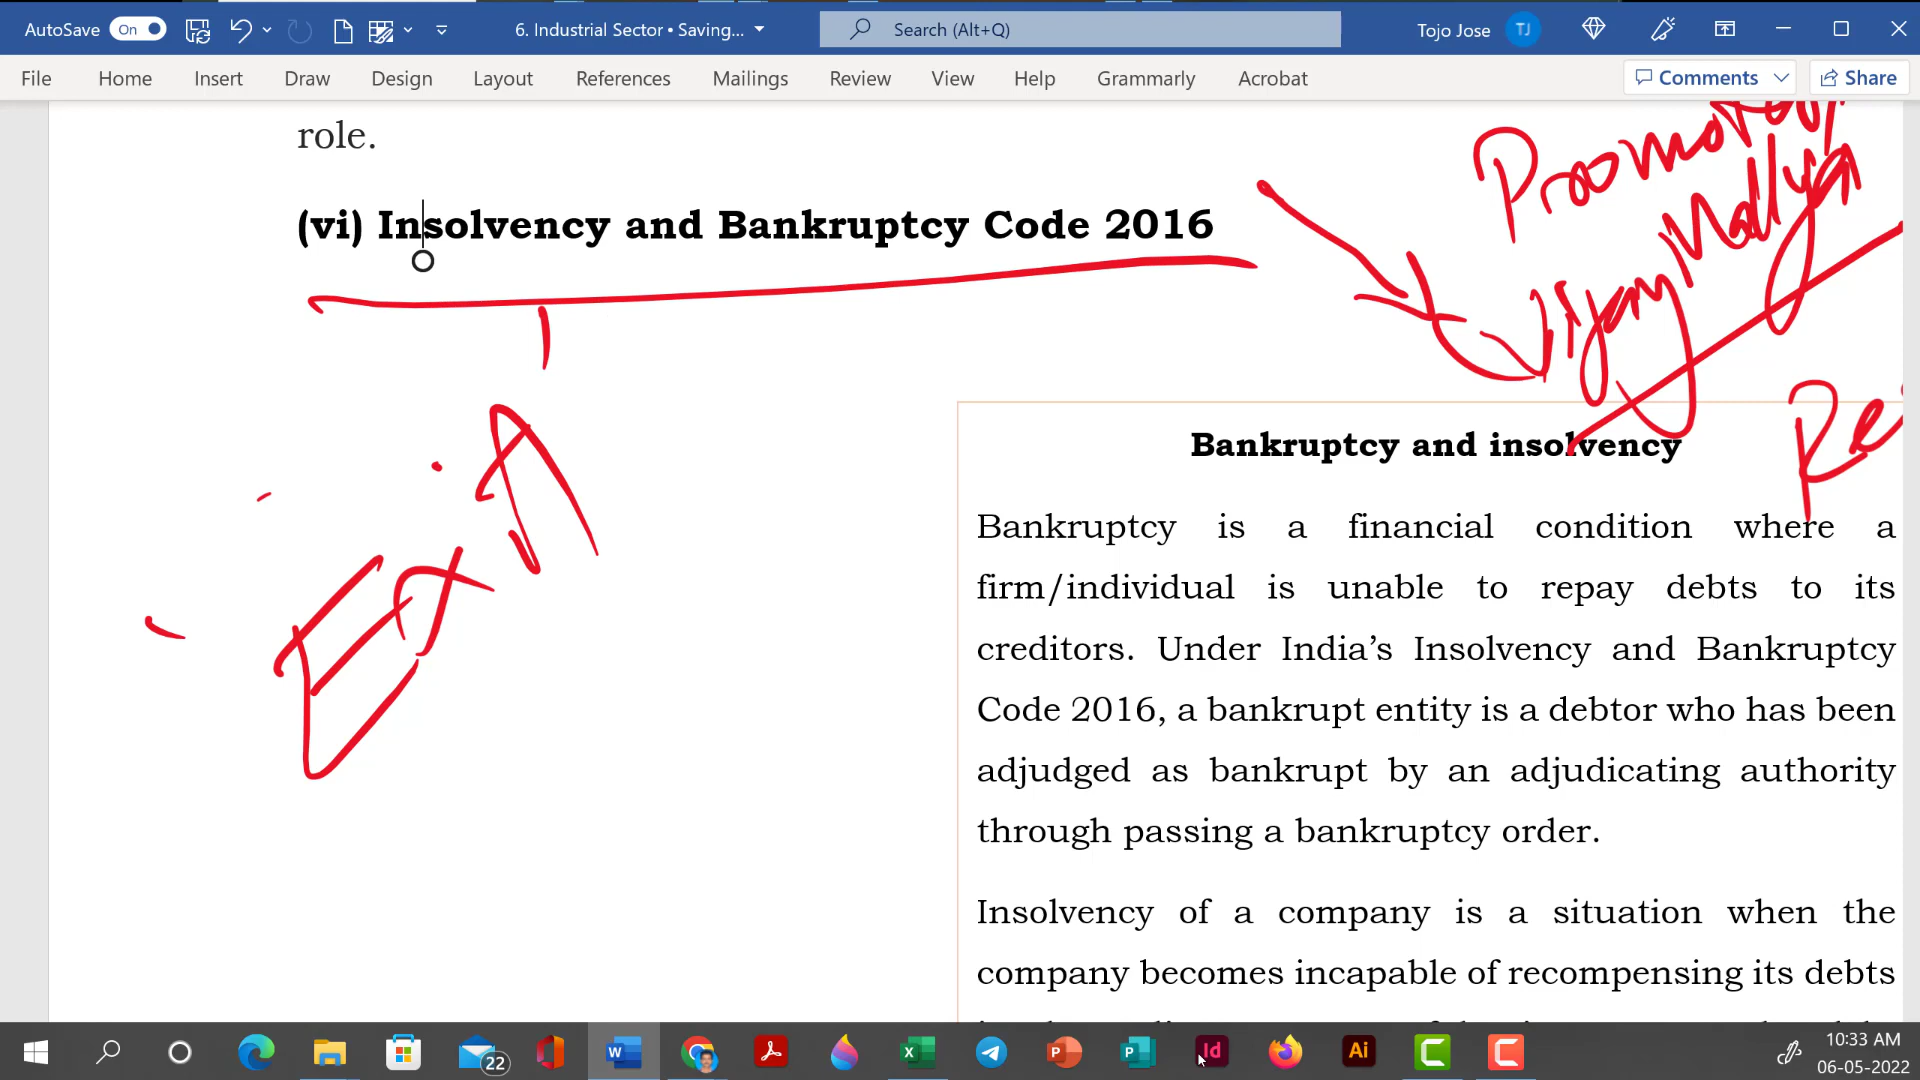 AutoSave On 6. Industrial Sector • Saving... Search (Alt+Q) Tojo Jose TJ
File Home Insert Draw Design Layout References Mailings Review View Help Grammarly Acrobat Comments Share
role.
(vi) Insolvency and Bankruptcy Code 2016
Vijay Mallya
Exit
Bankruptcy and insolvency
Bankruptcy is a financial condition where a
firm/individual is unable to repay debts to its
creditors. Under India’s Insolvency and Bankruptcy
Code 2016, a bankrupt entity is a debtor who has been
adjudged as bankrupt by an adjudicating authority
through passing a bankruptcy order.
Insolvency of a company is a situation when the
company becomes incapable of recompensing its debts
22
10:33 AM
06-05-2022